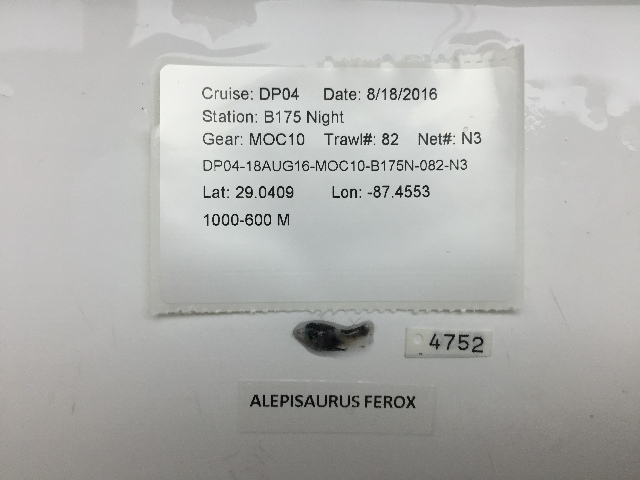 Cruise: DP04 Date: 8/18/2016
Station: B175 Night
Gear: MOC10 Trawl#: 82 Net#: N3
DP04-18AUG16-MOC10-B175N-082-N3
Lat: 29.0409 Lon: -87.4553
1000-600 M
4752
ALEPISAURUS FEROX